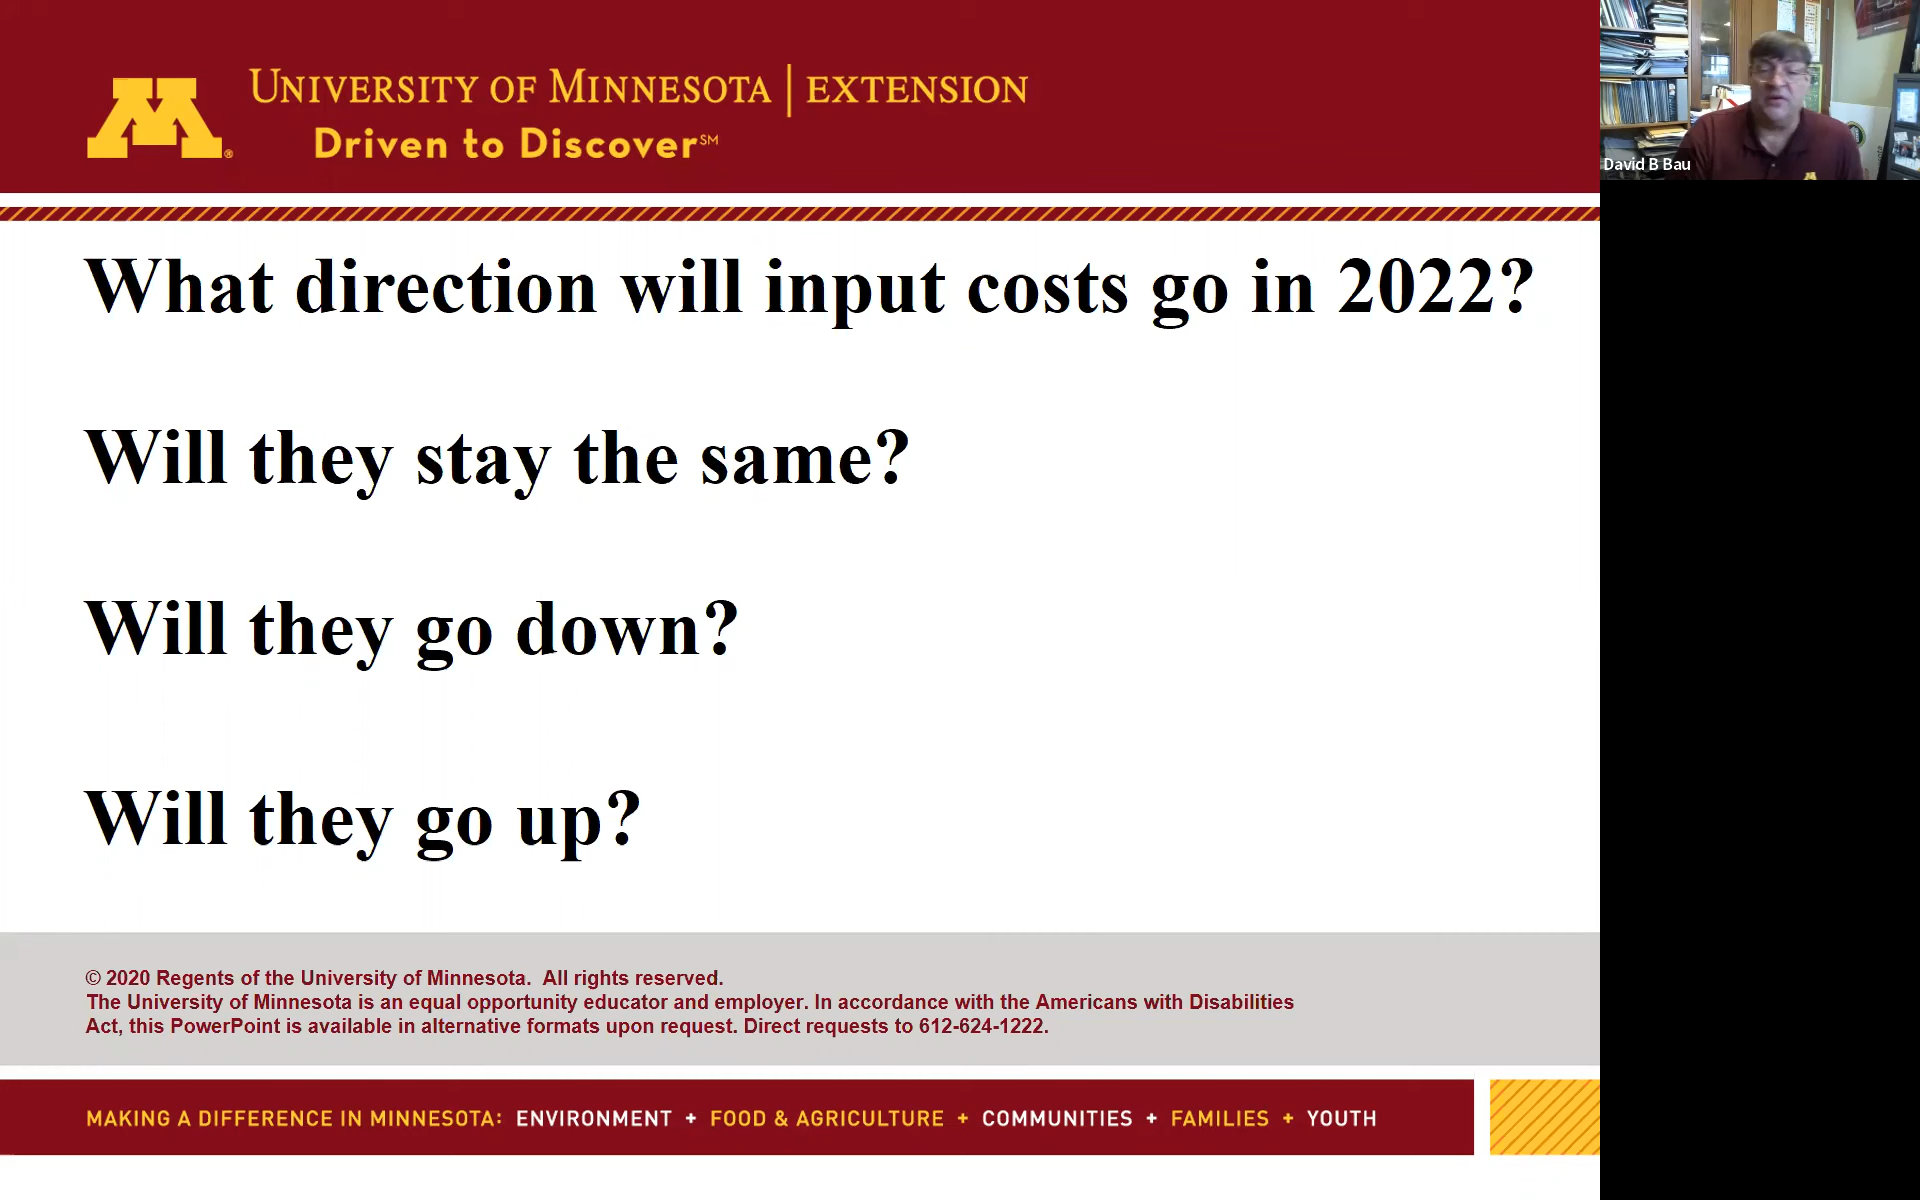 UNIVERSITY OF MINNESOTA | EXTENSION
Driven to Discover℠
M®
David B Bau
What direction will input costs go in 2022?
Will they stay the same?
Will they go down?
Will they go up?
© 2020 Regents of the University of Minnesota.  All rights reserved.
The University of Minnesota is an equal opportunity educator and employer. In accordance with the Americans with Disabilities
Act, this PowerPoint is available in alternative formats upon request. Direct requests to 612-624-1222.
MAKING A DIFFERENCE IN MINNESOTA: ENVIRONMENT + FOOD & AGRICULTURE + COMMUNITIES + FAMILIES + YOUTH